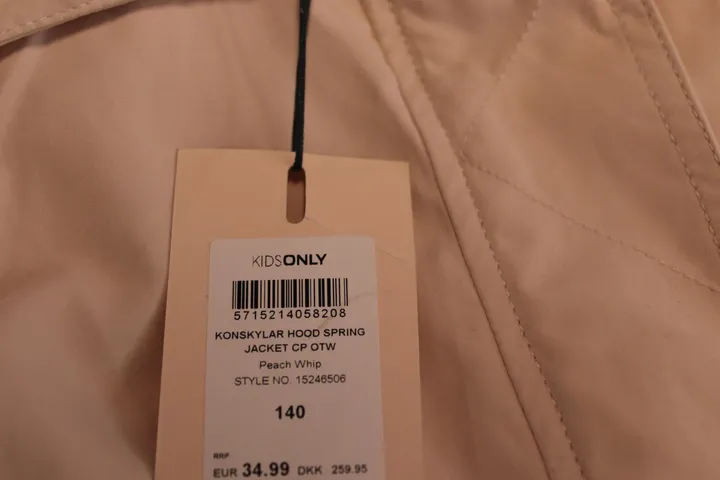 KIDSONLY
5715214058208
KONSKYLAR HOOD SPRING
JACKET CP OTW
Peach Whip
STYLE NO. 15246506
140
RRP
EUR 34.99 DKK 259.95